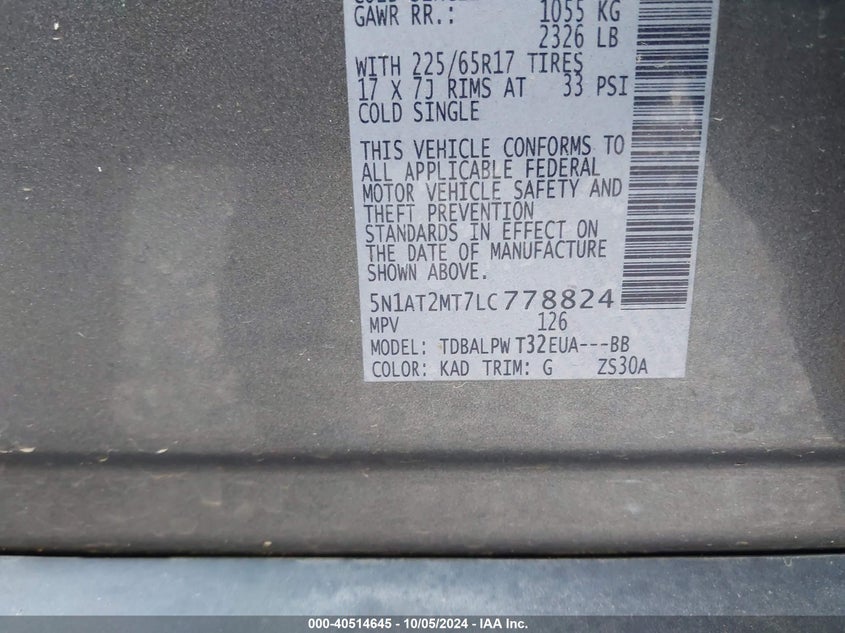 GAWR RR.: 1055 KG
2326 LB
WITH 225/65R17 TIRES
17 X 7J RIMS AT 33 PSI
COLD SINGLE
THIS VEHICLE CONFORMS TO
ALL APPLICABLE FEDERAL
MOTOR VEHICLE SAFETY AND
THEFT PREVENTION
STANDARDS IN EFFECT ON
THE DATE OF MANUFACTURE
SHOWN ABOVE.
5N1AT2MT7LC778824
MPV 126
MODEL: TDBALPW T32EUA---BB
COLOR: KAD TRIM: G ZS30A
000-40514645 - 10/05/2024 - IAA Inc.